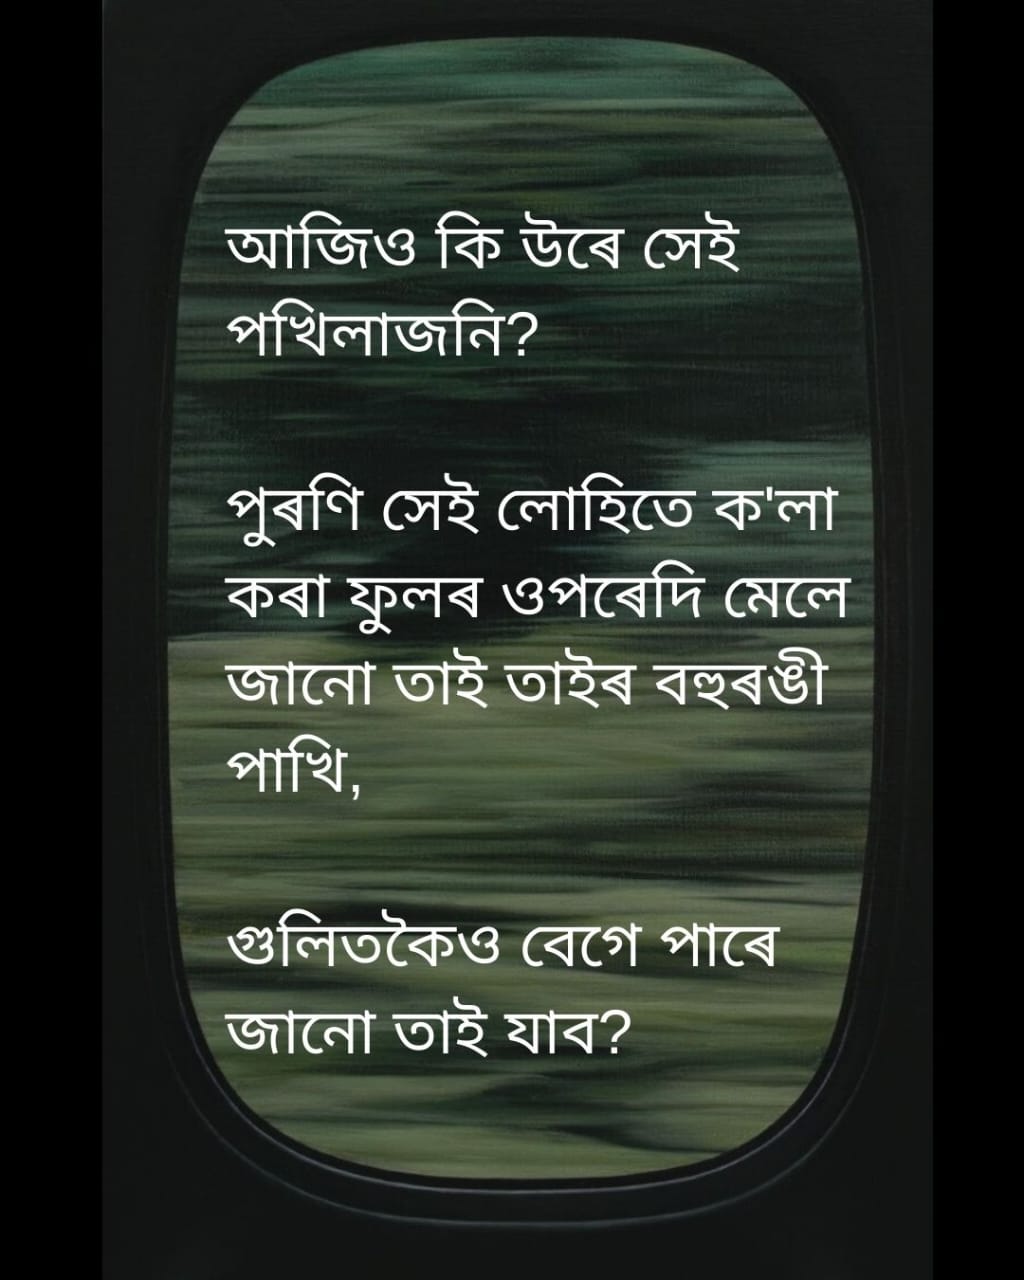 আজিও কি উৰে সেই
পখিলাজনি?
পুৰণি সেই লোহিতে ক'লা
কৰা ফুলৰ ওপৰেদি মেলে
জানো তাই তাইৰ বহুৰঙী
পাখি,
গুলিতকৈও বেগে পাৰে
জানো তাই যাব?